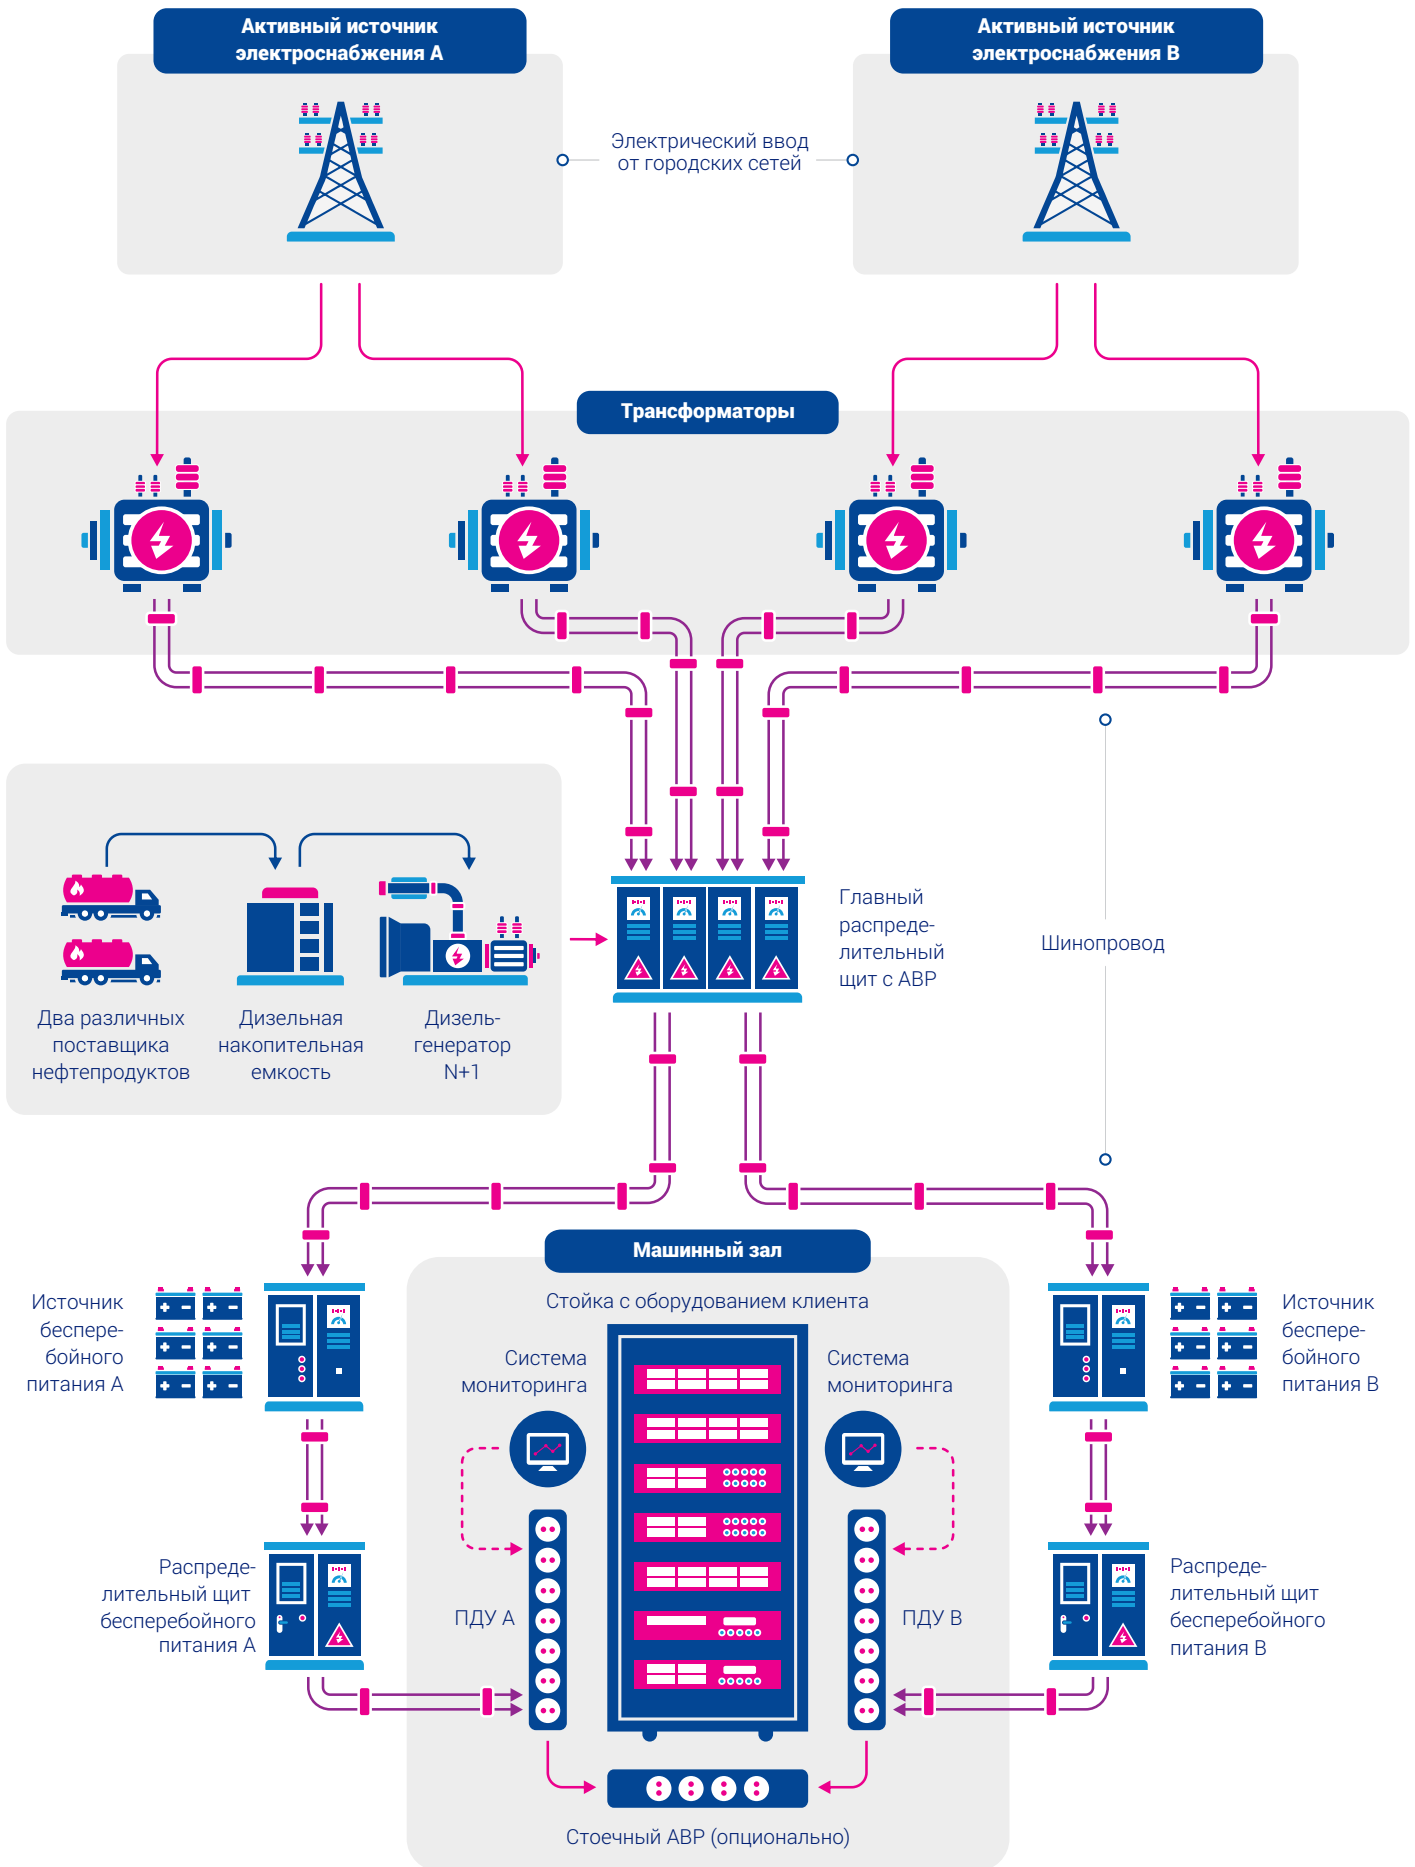 Активный источник
электроснабжения А
Активный источник
электроснабжения В
Электрический ввод
от городских сетей
Трансформаторы
Главный
распреде-
лительный
щит с АВР
Шинопровод
Два различных
поставщика
нефтепродуктов
Дизельная
накопительная
емкость
Дизель-
генератор
N+1
Машинный зал
Стойка с оборудованием клиента
Источник
беспере-
бойного
питания А
Система
мониторинга
Система
мониторинга
Источник
беспере-
бойного
питания В
Распреде-
лительный щит
бесперебойного
питания А
ПДУ А
ПДУ В
Распреде-
лительный щит
бесперебойного
питания В
Стоечный АВР (опционально)